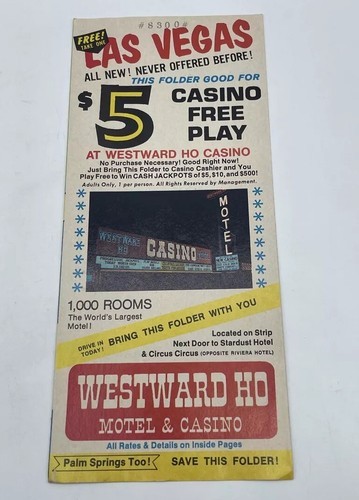 #8300#
FREE!
TAKE ONE
LAS VEGAS
ALL NEW! NEVER OFFERED BEFORE!
THIS FOLDER GOOD FOR
$5 CASINO
FREE
PLAY
AT WESTWARD HO CASINO
No Purchase Necessary! Good Right Now!
Just Bring This Folder to Casino Cashier and You
Play Free to Win CASH JACKPOTS of $5, $10, and $500!
Adults Only, 1 per person. All Rights Reserved by Management.
MOTEL
WESTWARD
HO
CASINO
1,000 ROOMS
The World's Largest
Motel!
DRIVE IN
TODAY!
BRING THIS FOLDER WITH YOU
Located on Strip
Next Door to Stardust Hotel
& Circus Circus (OPPOSITE RIVIERA HOTEL)
WESTWARD HO
MOTEL & CASINO
All Rates & Details on Inside Pages
Palm Springs Too!
SAVE THIS FOLDER!